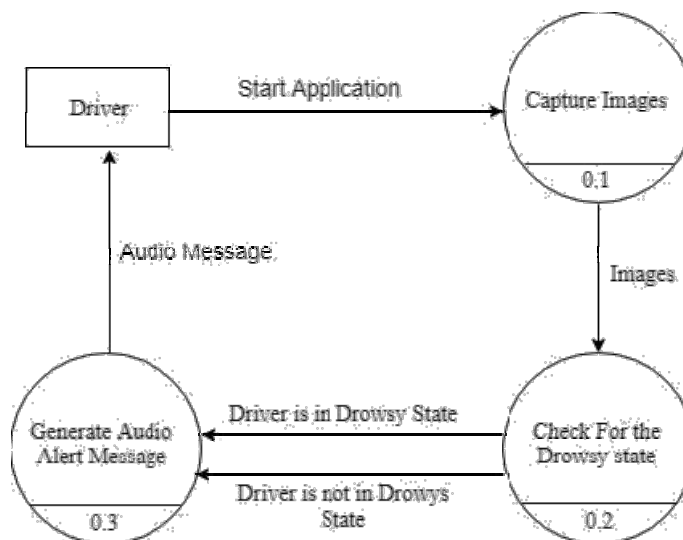 Start Application
Driver
Capture Images
0.1
Audio Message
Images
Driver is in Drowsy State
Generate Audio
Alert Message
Check For the
Drowsy state
Driver is not in Drowys
State
0.3
0.2